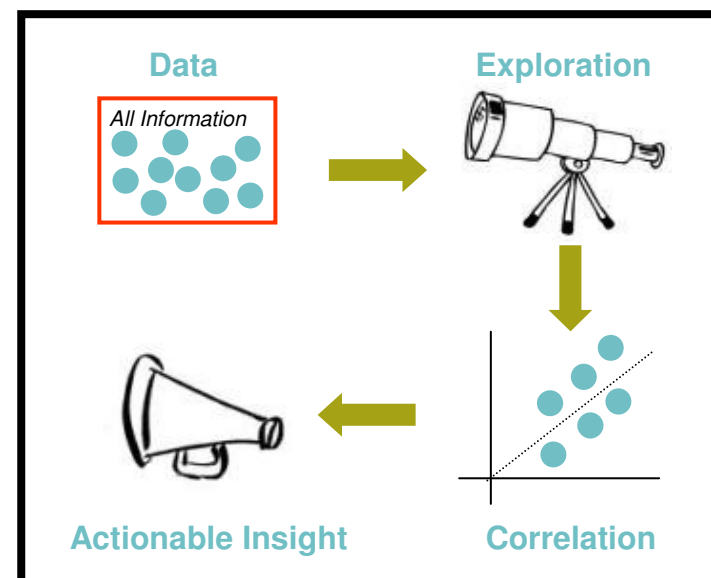 Data
Exploration
All Information
Actionable Insight
Correlation